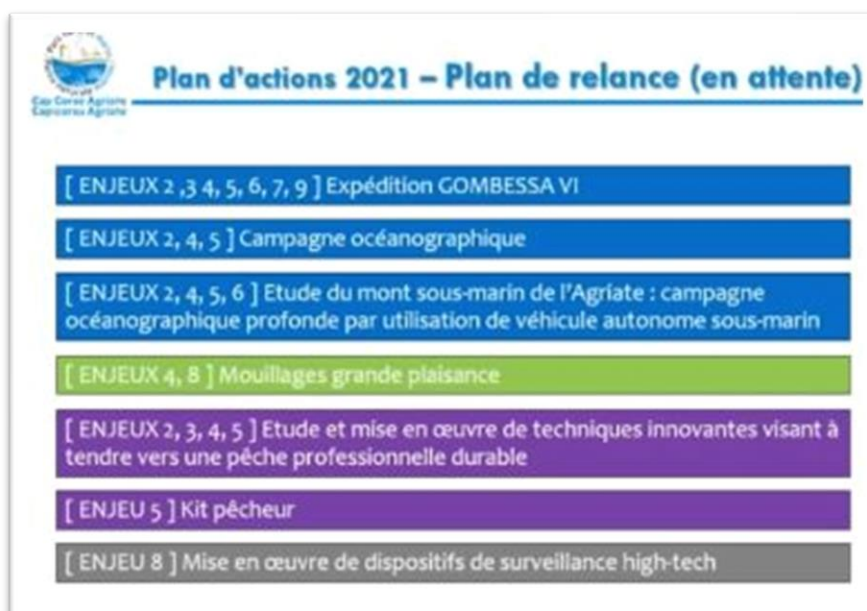 Cap Corse Agriate
Capicorsu Agriate
Plan d'actions 2021 – Plan de relance (en attente)
[ ENJEUX 2 ,3 4, 5, 6, 7, 9 ] Expédition GOMBESSA VI
[ ENJEUX 2, 4, 5 ] Campagne océanographique
[ ENJEUX 2, 4, 5, 6 ] Etude du mont sous-marin de l'Agriate : campagne
océanographique profonde par utilisation de véhicule autonome sous-marin
[ ENJEUX 4, 8 ] Mouillages grande plaisance
[ ENJEUX 2, 3, 4, 5 ] Etude et mise en œuvre de techniques innovantes visant à
tendre vers une pêche professionnelle durable
[ ENJEU 5 ] Kit pêcheur
[ ENJEU 8 ] Mise en œuvre de dispositifs de surveillance high-tech